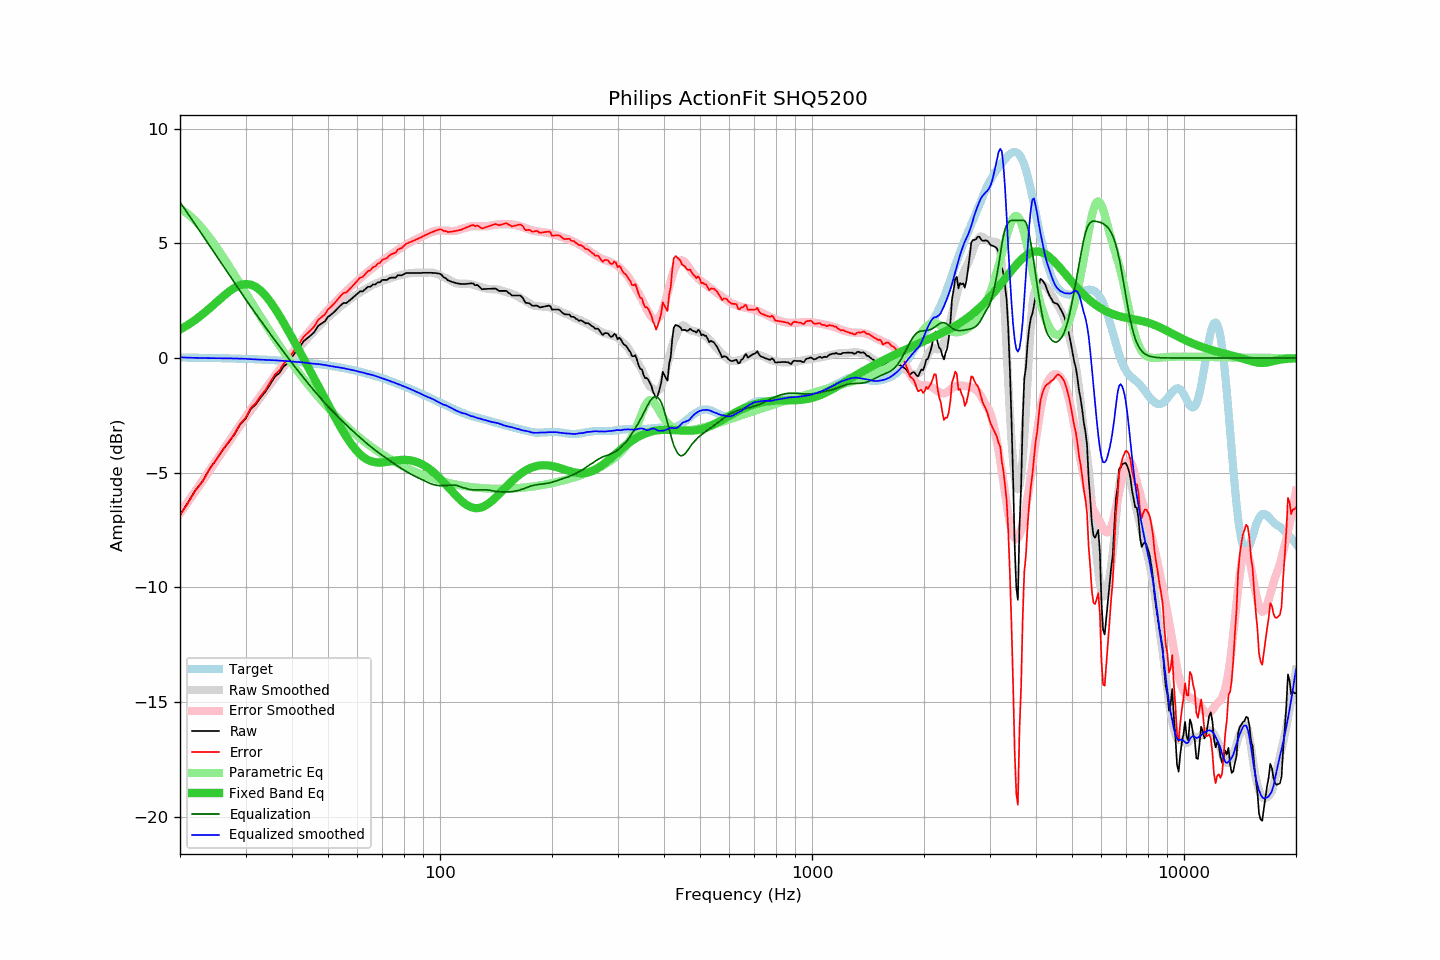 Philips ActionFit SHQ5200
10
5
0
−5
−10
−15
−20
Amplitude (dBr)
Target
Raw Smoothed
Error Smoothed
Raw
Error
Parametric Eq
Fixed Band Eq
Equalization
Equalized smoothed
100
1000
10000
Frequency (Hz)